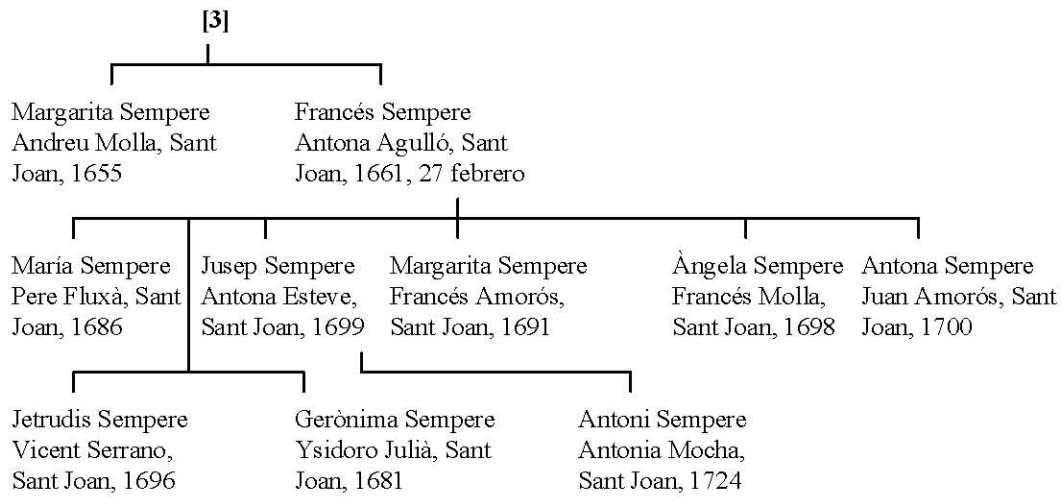 [3]
Margarita Sempere
Andreu Molla, Sant
Joan, 1655
Francés Sempere
Antona Agulló, Sant
Joan, 1661, 27 febrero
María Sempere
Pere Fluxà, Sant
Joan, 1686
Jusep Sempere
Antona Esteve,
Sant Joan, 1699
Margarita Sempere
Francés Amorós,
Sant Joan, 1691
Àngela Sempere
Francés Molla,
Sant Joan, 1698
Antona Sempere
Juan Amorós, Sant
Joan, 1700
Jetrudis Sempere
Vicent Serrano,
Sant Joan, 1696
Gerònima Sempere
Ysidoro Julià, Sant
Joan, 1681
Antoni Sempere
Antonia Mocha,
Sant Joan, 1724